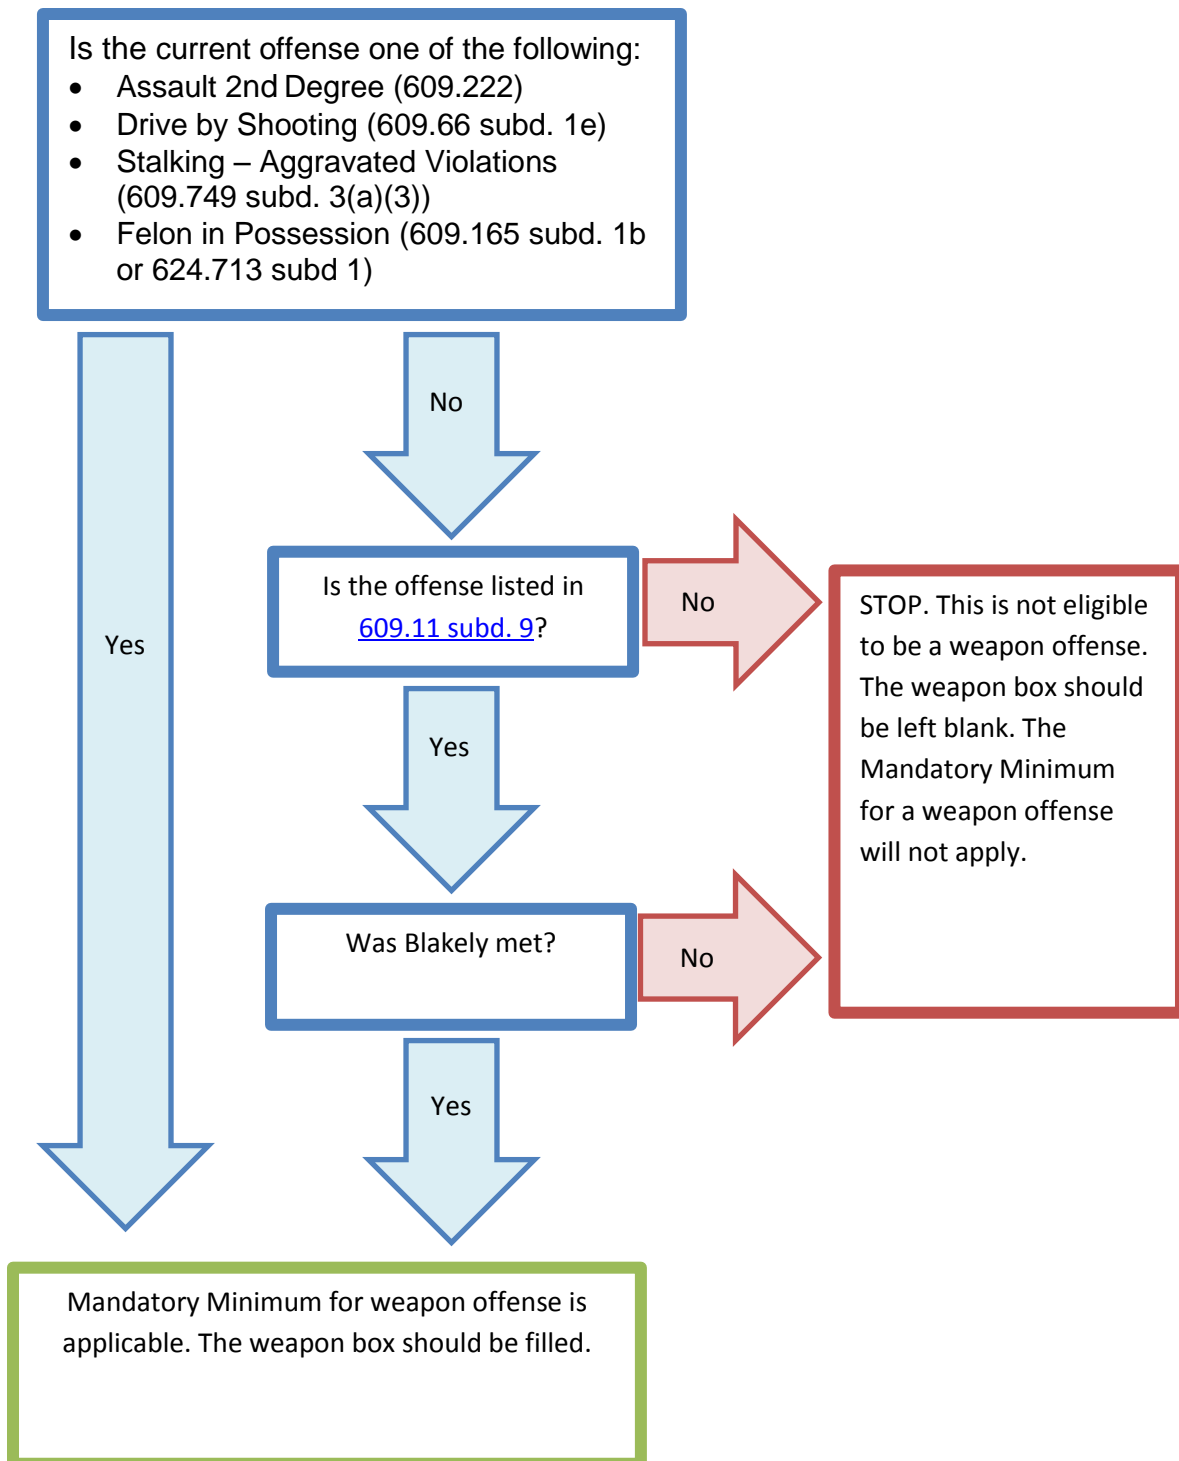 Is the current offense one of the following:
• Assault 2nd Degree (609.222)
• Drive by Shooting (609.66 subd. 1e)
• Stalking – Aggravated Violations
(609.749 subd. 3(a)(3))
• Felon in Possession (609.165 subd. 1b
or 624.713 subd 1)
No
Yes
Is the offense listed in
609.11 subd. 9?
No
STOP. This is not eligible
to be a weapon offense.
The weapon box should
be left blank. The
Mandatory Minimum
for a weapon offense
will not apply.
Yes
Was Blakely met?
No
Yes
Mandatory Minimum for weapon offense is
applicable. The weapon box should be filled.